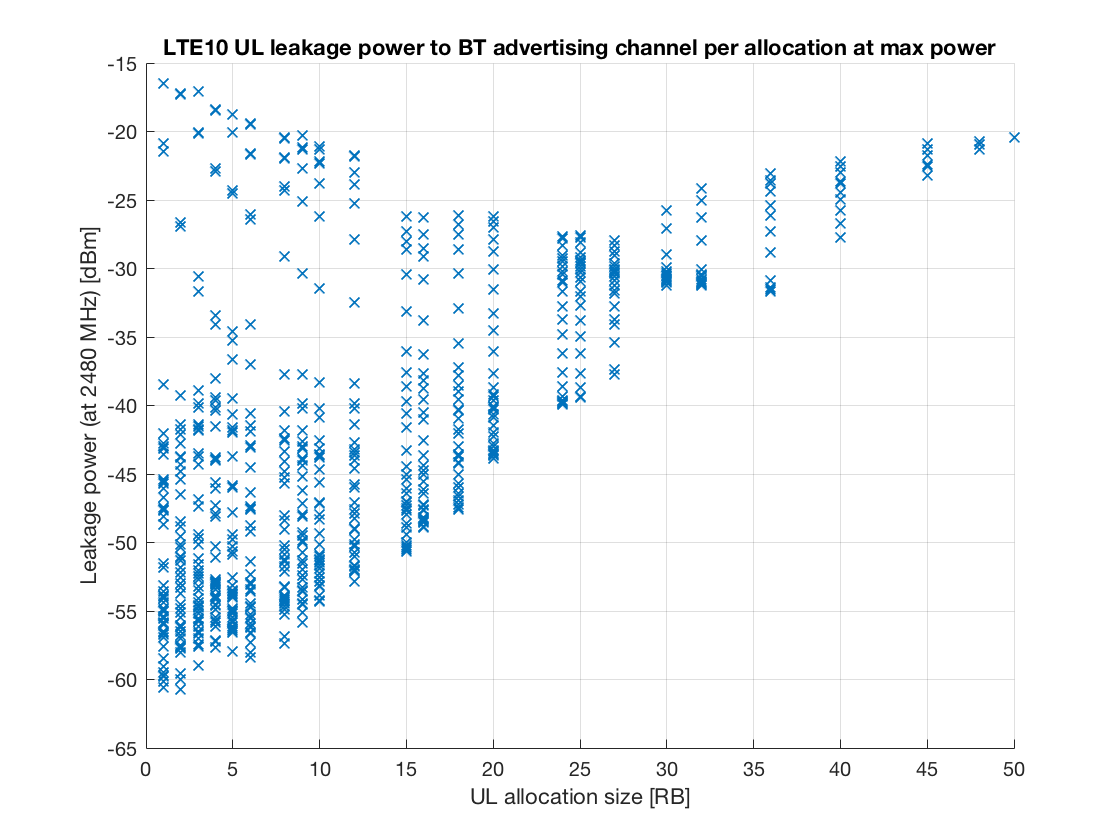 LTE10 UL leakage power to BT advertising channel per allocation at max power
Leakage power (at 2480 MHz) [dBm]
-15
-20
-25
-30
-35
-40
-45
-50
-55
-60
-65
0 5 10 15 20 25 30 35 40 45 50
UL allocation size [RB]